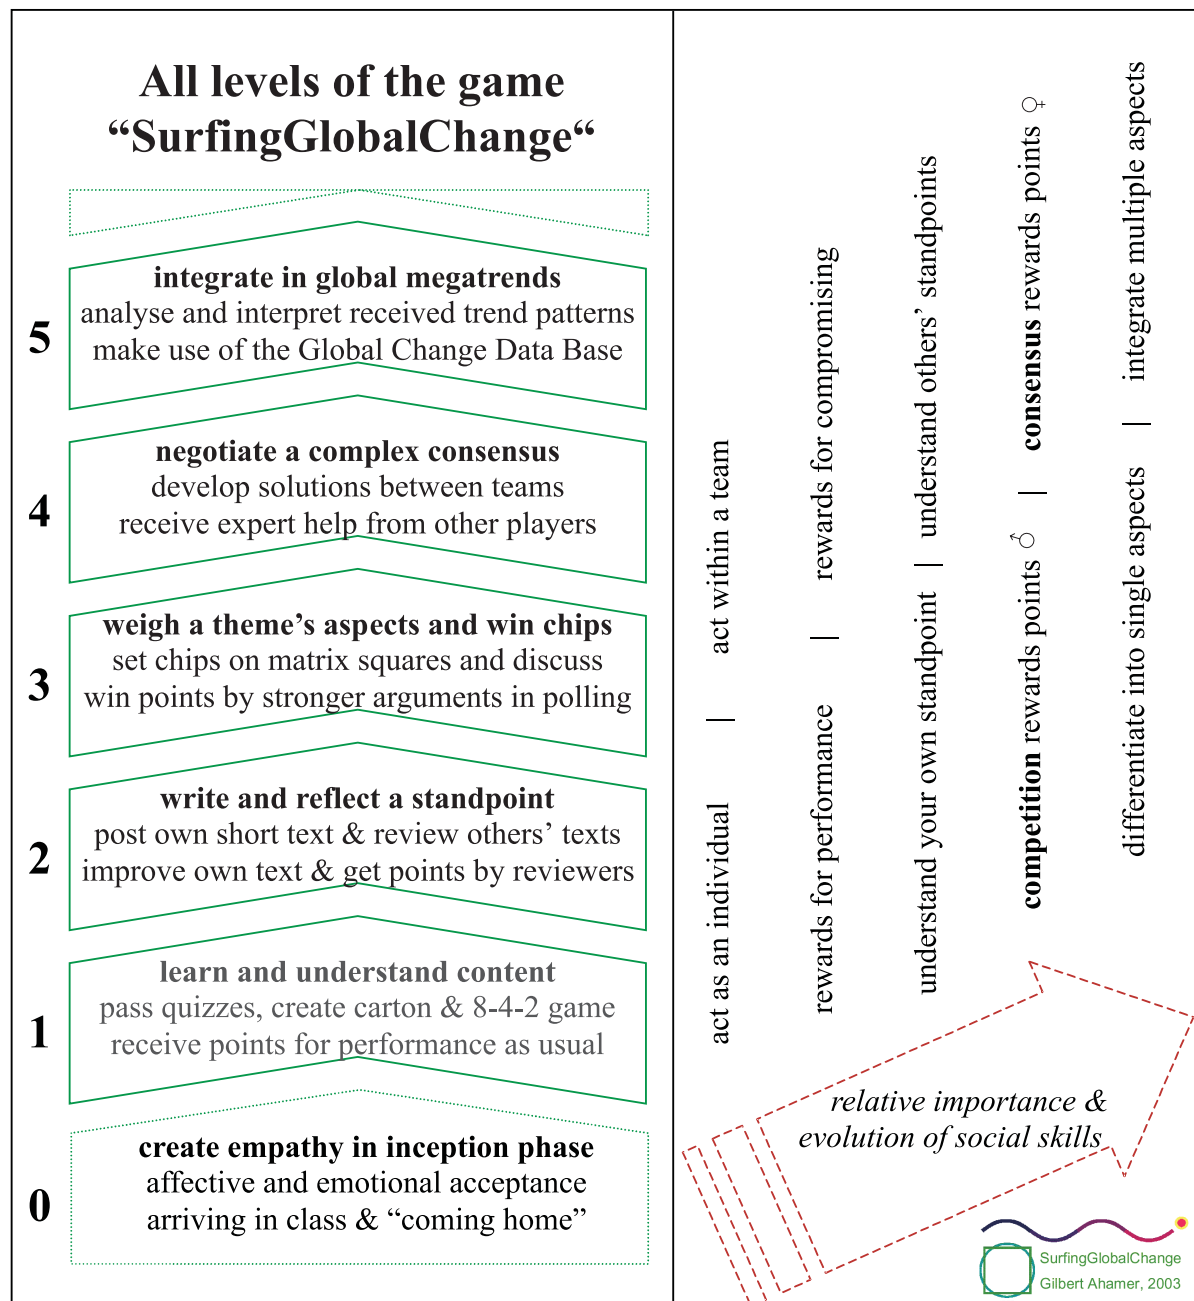 All levels of the game
“SurfingGlobalChange“
5
integrate in global megatrends
analyse and interpret received trend patterns
make use of the Global Change Data Base
4
negotiate a complex consensus
develop solutions between teams
receive expert help from other players
3
weigh a theme’s aspects and win chips
set chips on matrix squares and discuss
win points by stronger arguments in polling
2
write and reflect a standpoint
post own short text & review others’ texts
improve own text & get points by reviewers
1
learn and understand content
pass quizzes, create carton & 8-4-2 game
receive points for performance as usual
0
create empathy in inception phase
affective and emotional acceptance
arriving in class & “coming home”
act as an individual | act within a team
rewards for performance | rewards for compromising
understand your own standpoint | understand others’ standpoints
competition rewards points ♂ | consensus rewards points ♀
differentiate into single aspects | integrate multiple aspects
relative importance &
evolution of social skills
SurfingGlobalChange
Gilbert Ahamer, 2003